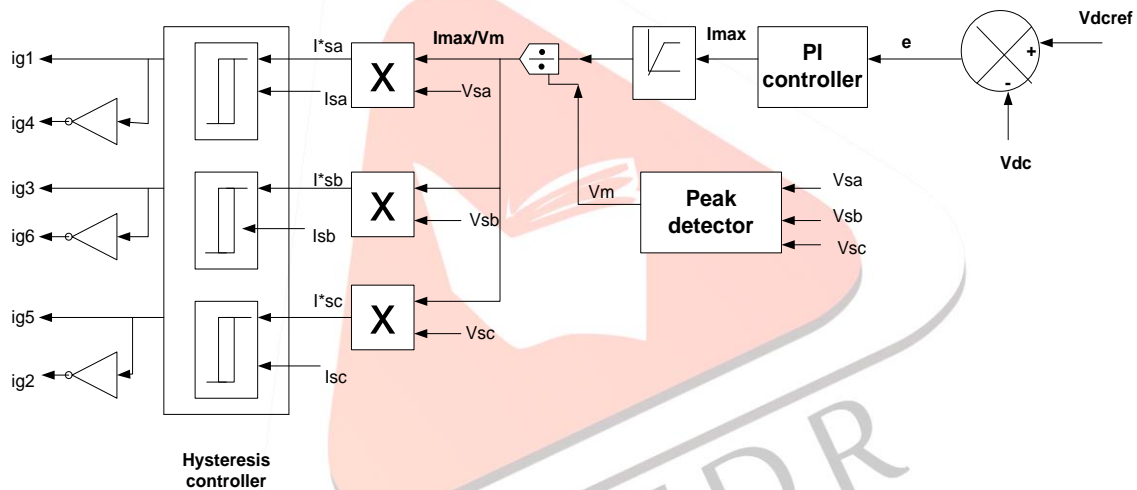 Vdcref
ig1
I*sa
Imax/Vm
Imax
PI
controller
e
+
-
X
÷
Isa
Vsa
ig4
Vdc
ig3
I*sb
X
Vm
Peak
detector
Vsa
Vsb
Vsc
ig6
Isb
Vsb
ig5
I*sc
X
Vsc
ig2
Isc
Hysteresis
controller
IJEDR